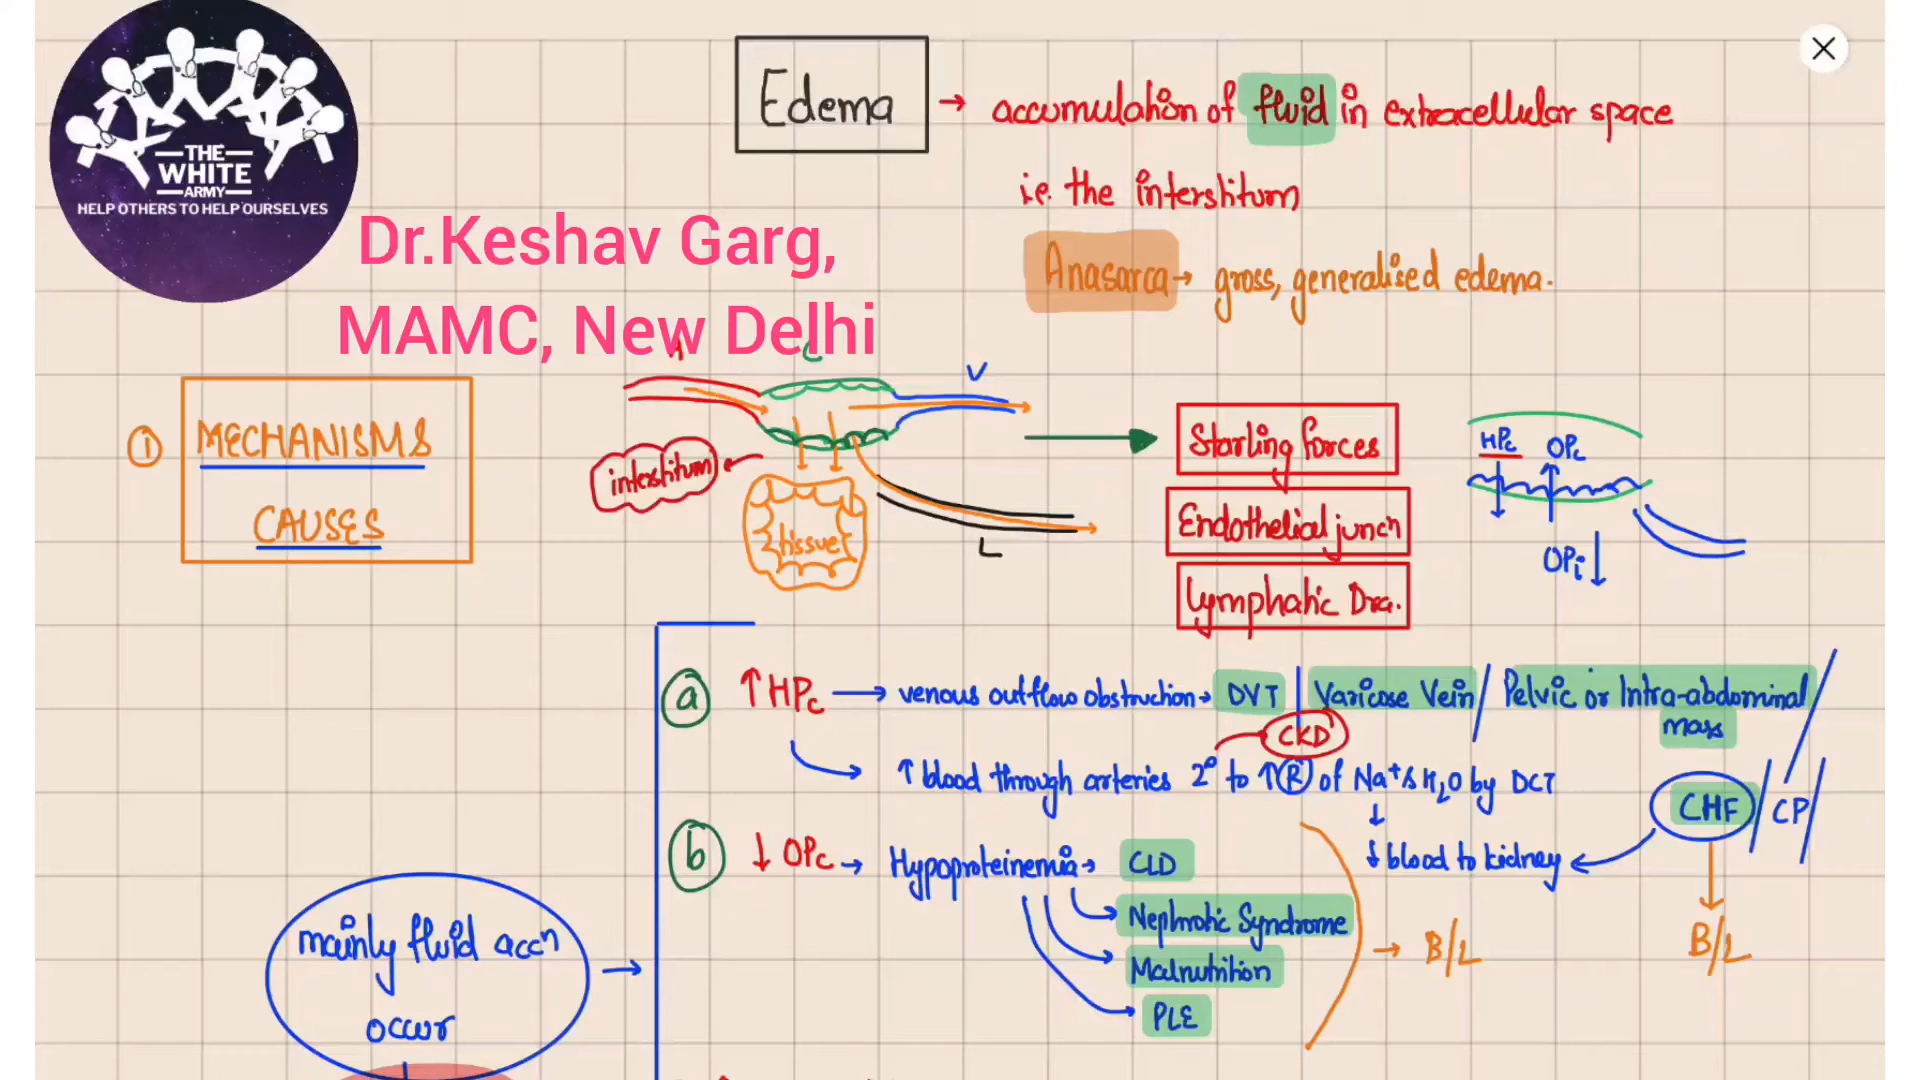 THE
WHITE
ARMY
HELP OTHERS TO HELP OURSELVES
Dr.Keshav Garg,
MAMC, New Delhi
Edema → accumulation of fluid in extracellular space
i.e. the interstitum
Anasarca → gross, generalised edema.
① MECHANISMS
CAUSES
A
C
V
interstitum
tissue
L
Starling forces
Endothelial juncn
Lymphatic Dra.
HPc OPc
OPi ↓
a ↑ HPc → venous outflow obstruction → DVT | Varicose Vein / Pelvic or Intra-abdominal
mass /
CKD
→ ↑ blood through arteries 2° to ↑ R of Na+ & H2O by DCT
CHF / CP /
↓ blood to kidney
B/L
b ↓ OPc → Hypoproteinemia → CLD
Nephrotic Syndrome
Malnutrition
PLE
→ B/L
mainly fluid accn
occur